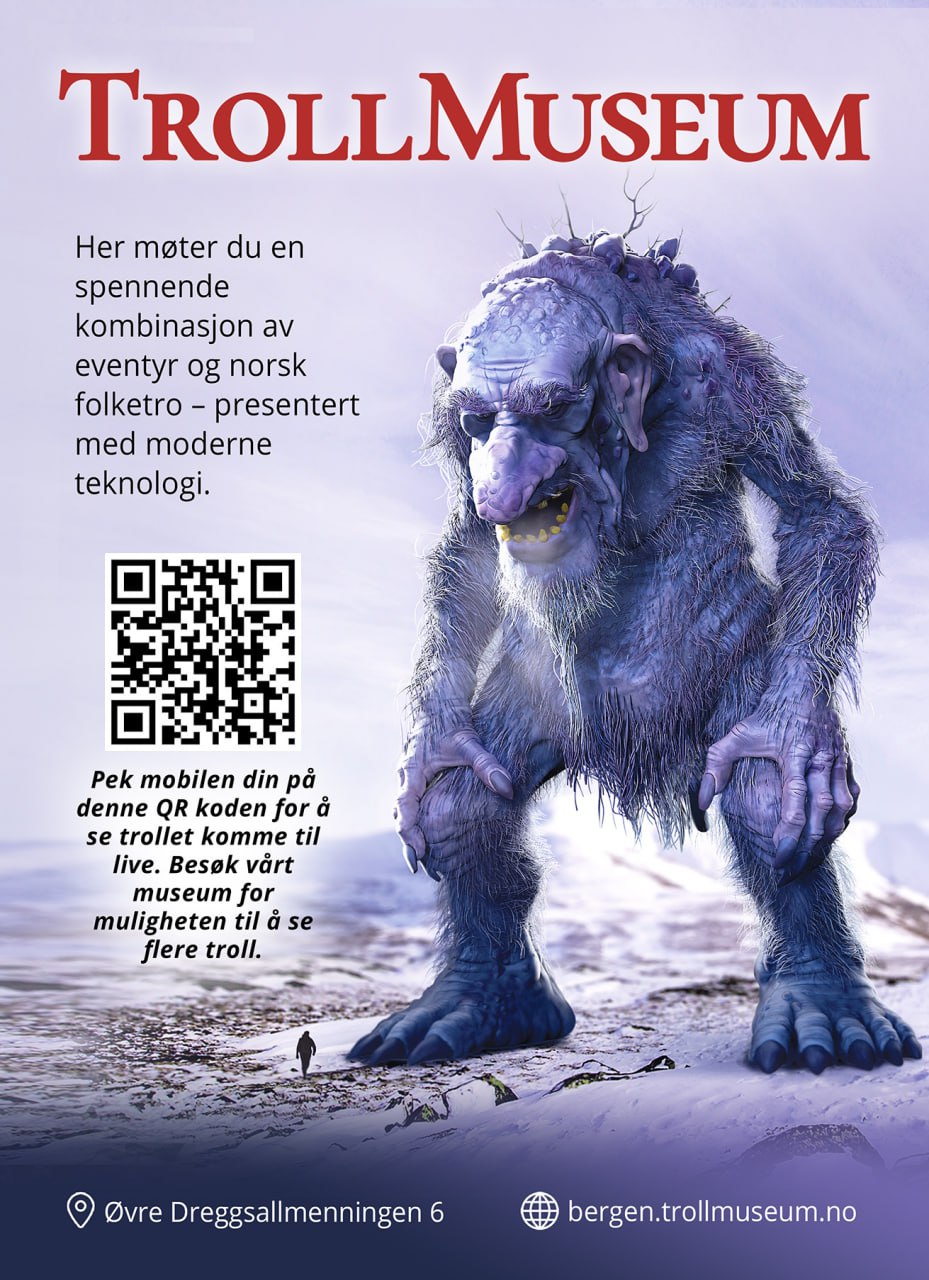 TROLLMUSEUM
Her møter du en
spennende
kombinasjon av
eventyr og norsk
folketro – presentert
med moderne
teknologi.
Pek mobilen din på
denne QR koden for å
se trollet komme til
live. Besøk vårt
museum for
muligheten til å se
flere troll.
Øvre Dreggsallmenningen 6
bergen.trollmuseum.no